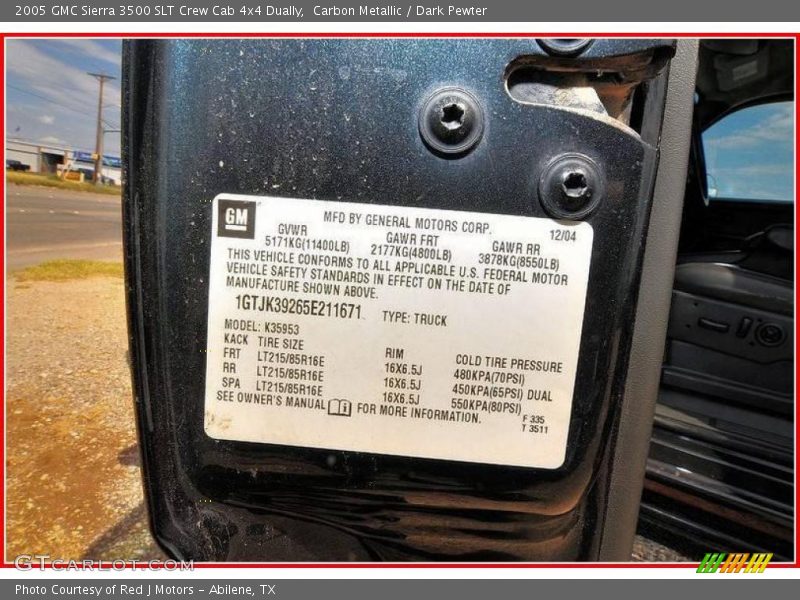 2005 GMC Sierra 3500 SLT Crew Cab 4x4 Dually,  Carbon Metallic / Dark Pewter
GM
MFD BY GENERAL MOTORS CORP. 12/04
GVWR GAWR FRT GAWR RR
5171KG(11400LB) 2177KG(4800LB) 3878KG(8550LB)
THIS VEHICLE CONFORMS TO ALL APPLICABLE U.S. FEDERAL MOTOR
VEHICLE SAFETY STANDARDS IN EFFECT ON THE DATE OF
MANUFACTURE SHOWN ABOVE.
1GTJK39265E211671 TYPE: TRUCK
MODEL: K35953
KACK TIRE SIZE RIM COLD TIRE PRESSURE
FRT LT215/85R16E 16X6.5J 480KPA(70PSI)
RR LT215/85R16E 16X6.5J 450KPA(65PSI) DUAL
SPA LT215/85R16E 16X6.5J 550KPA(80PSI)
SEE OWNER'S MANUAL FOR MORE INFORMATION.
F 335
T 3511
GTCARLOT.COM
Photo Courtesy of Red J Motors – Abilene, TX